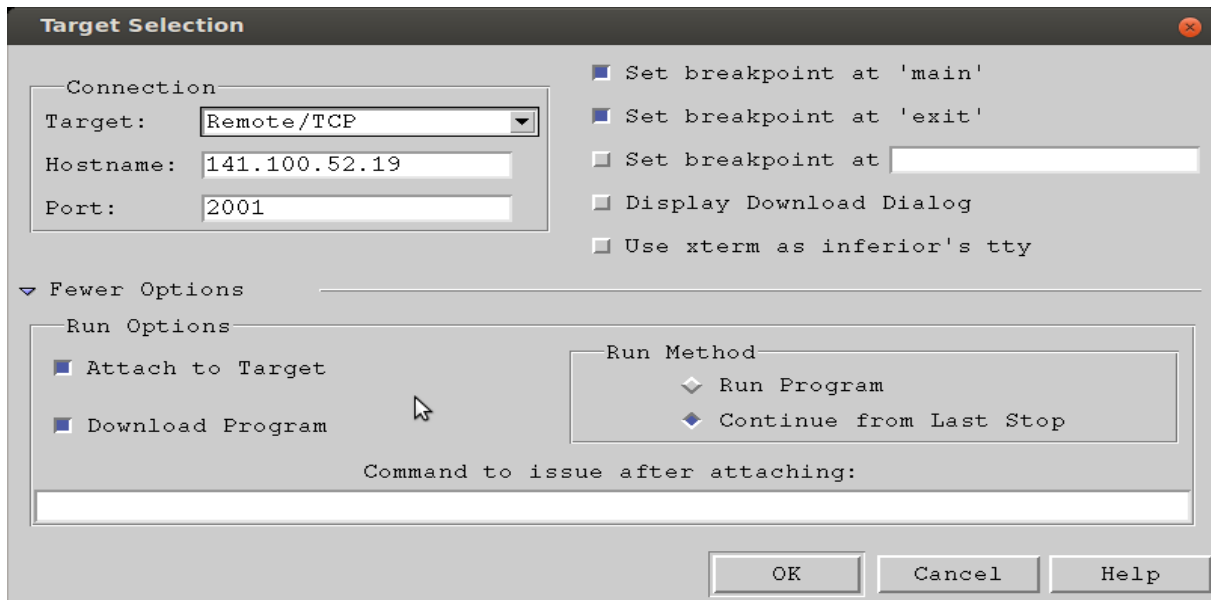 Target Selection
Connection
Target: Remote/TCP
Hostname: 141.100.52.19
Port: 2001
Set breakpoint at 'main'
Set breakpoint at 'exit'
Set breakpoint at
Display Download Dialog
Use xterm as inferior's tty
Fewer Options
Run Options
Attach to Target
Download Program
Run Method
Run Program
Continue from Last Stop
Command to issue after attaching:
OK Cancel Help